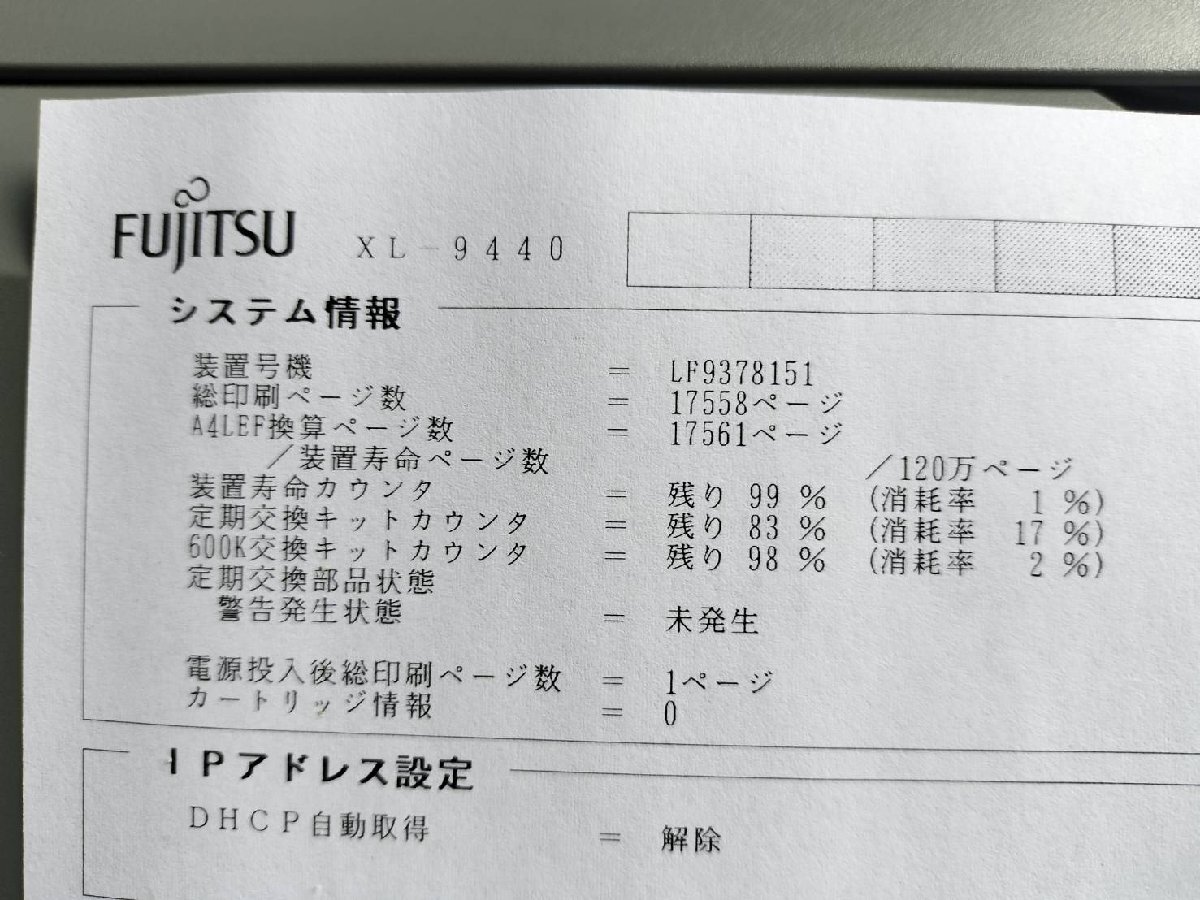 FUJITSU XL-9440
システム情報
装置号機 = LF9378151
総印刷ページ数 = 17558ページ
A4LEF換算ページ数 = 17561ページ
/装置寿命ページ数 /120万ページ
装置寿命カウンタ = 残り 99 % (消耗率 1 %)
定期交換キットカウンタ = 残り 83 % (消耗率 17 %)
600K交換キットカウンタ = 残り 98 % (消耗率 2 %)
定期交換部品状態
警告発生状態 = 未発生
電源投入後総印刷ページ数 = 1ページ
カートリッジ情報 = 0
IPアドレス設定
DHCP自動取得 = 解除